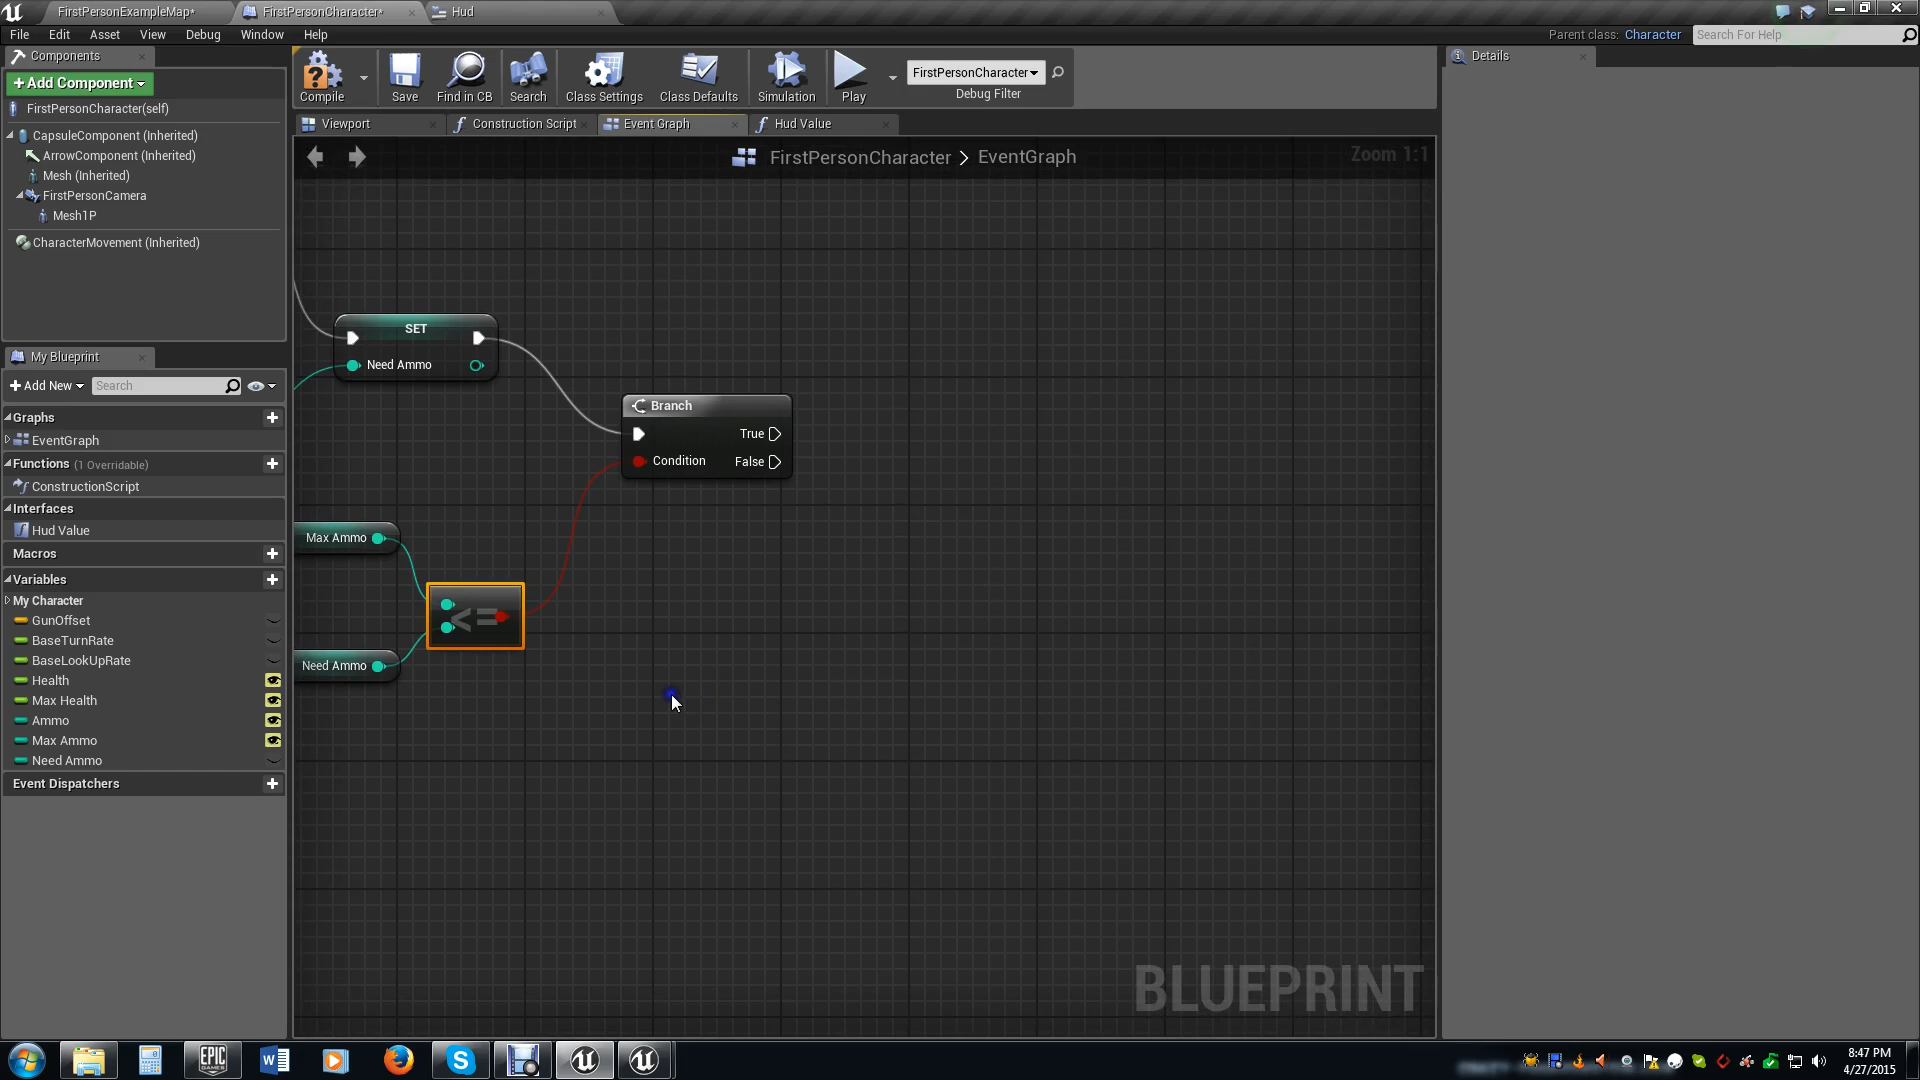 FirstPersonExampleMap*
FirstPersonCharacter*
Hud
File Edit Asset View Debug Window Help
Parent class: Character
Search For Help
Components
+Add Component
FirstPersonCharacter(self)
CapsuleComponent (Inherited)
ArrowComponent (Inherited)
Mesh (Inherited)
FirstPersonCamera
Mesh1P
CharacterMovement (Inherited)
My Blueprint
+Add New
Search
Graphs
EventGraph
Functions (1 Overridable)
ConstructionScript
Interfaces
Hud Value
Macros
Variables
My Character
GunOffset
BaseTurnRate
BaseLookUpRate
Health
Max Health
Ammo
Max Ammo
Need Ammo
Event Dispatchers
Compile
Save
Find in CB
Search
Class Settings
Class Defaults
Simulation
Play
FirstPersonCharacter
Debug Filter
Viewport
Construction Script
Event Graph
Hud Value
FirstPersonCharacter > EventGraph
Zoom 1:1
SET
Need Ammo
Branch
True
Condition
False
Max Ammo
<=
Need Ammo
BLUEPRINT
Details
EPIC
GAMES
8:47 PM
4/27/2015